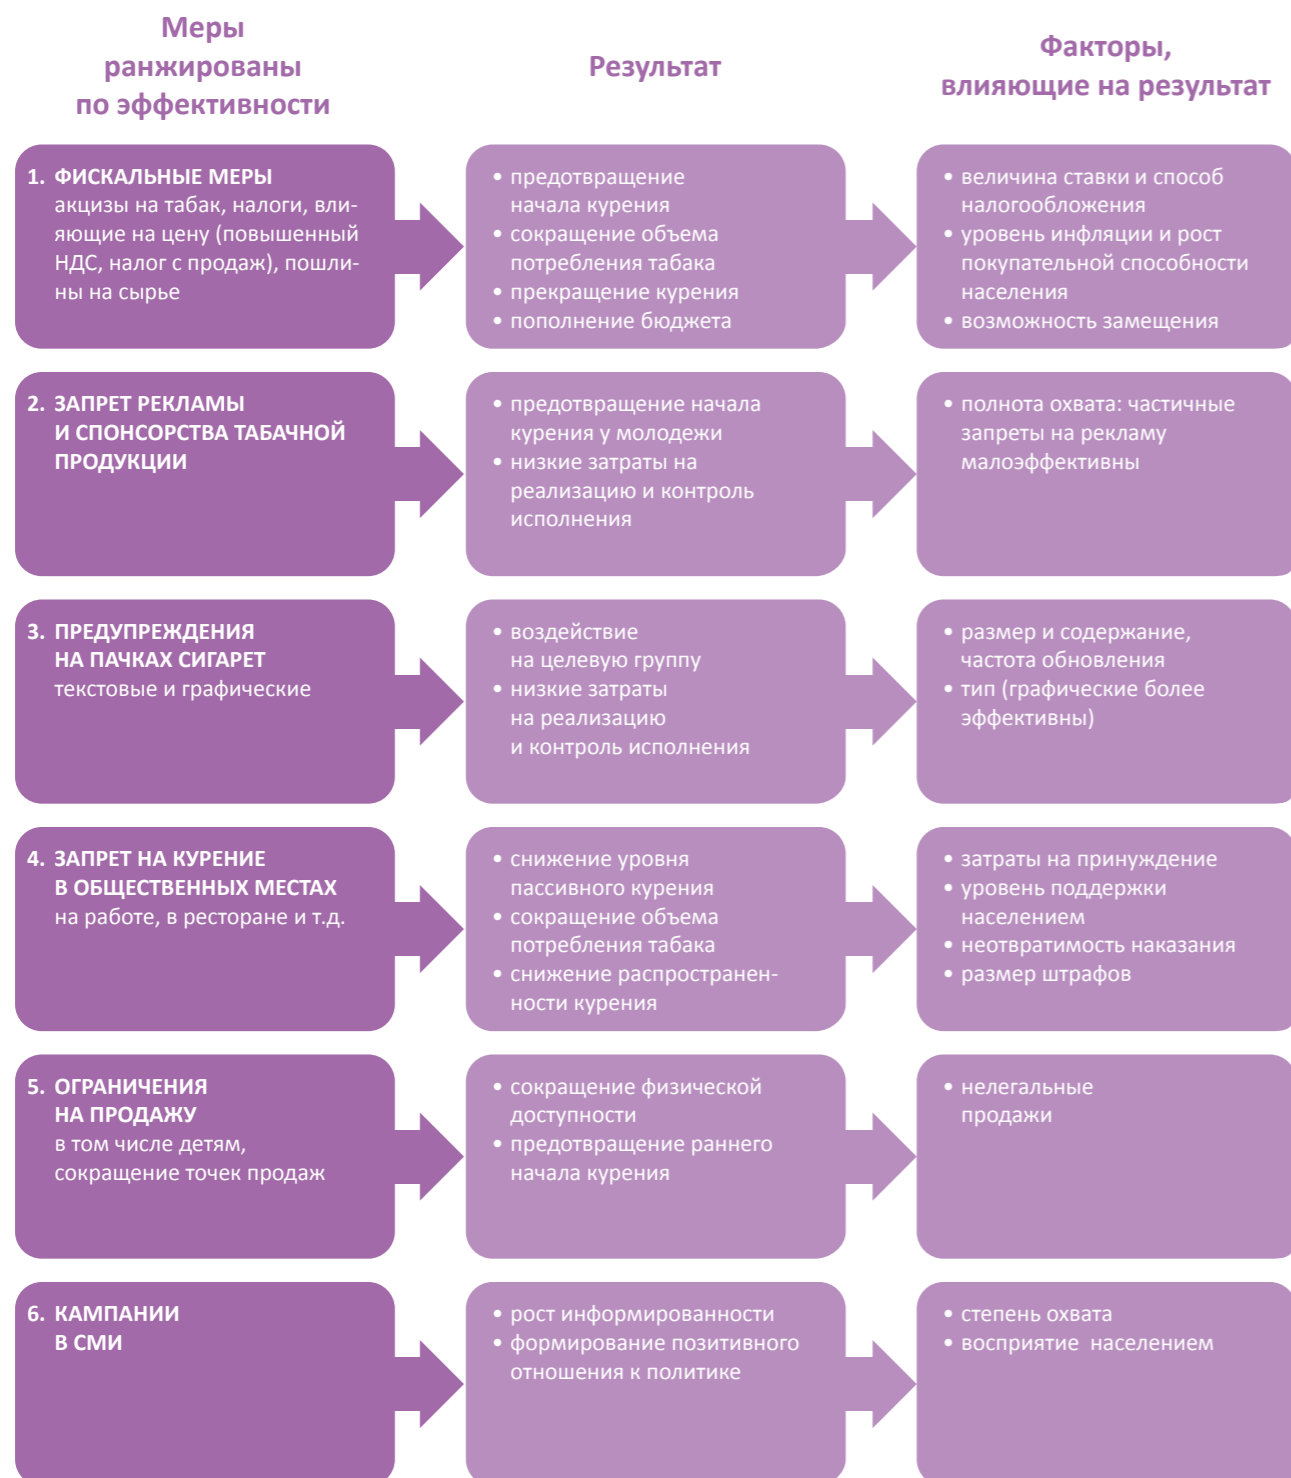 Меры
ранжированы
по эффективности
Результат
Факторы,
влияющие на результат
1. ФИСКАЛЬНЫЕ МЕРЫ
акцизы на табак, налоги, вли-
яющие на цену (повышенный
НДС, налог с продаж), пошли-
ны на сырье
• предотвращение
начала курения
• сокращение объема
потребления табака
• прекращение курения
• пополнение бюджета
• величина ставки и способ
налогообложения
• уровень инфляции и рост
покупательной способности
населения
• возможность замещения
2. ЗАПРЕТ РЕКЛАМЫ
И СПОНСОРСТВА ТАБАЧНОЙ
ПРОДУКЦИИ
• предотвращение начала
курения у молодежи
• низкие затраты на
реализацию и контроль
исполнения
• полнота охвата: частичные
запреты на рекламу
малоэффективны
3. ПРЕДУПРЕЖДЕНИЯ
НА ПАЧКАХ СИГАРЕТ
текстовые и графические
• воздействие
на целевую группу
• низкие затраты
на реализацию
и контроль исполнения
• размер и содержание,
частота обновления
• тип (графические более
эффективны)
4. ЗАПРЕТ НА КУРЕНИЕ
В ОБЩЕСТВЕННЫХ МЕСТАХ
на работе, в ресторане и т.д.
• снижение уровня
пассивного курения
• сокращение объема
потребления табака
• снижение распространен-
ности курения
• затраты на принуждение
• уровень поддержки
населением
• неотвратимость наказания
• размер штрафов
5. ОГРАНИЧЕНИЯ
НА ПРОДАЖУ
в том числе детям,
сокращение точек продаж
• сокращение физической
доступности
• предотвращение раннего
начала курения
• нелегальные
продажи
6. КАМПАНИИ
В СМИ
• рост информированности
• формирование позитивного
отношения к политике
• степень охвата
• восприятие населением